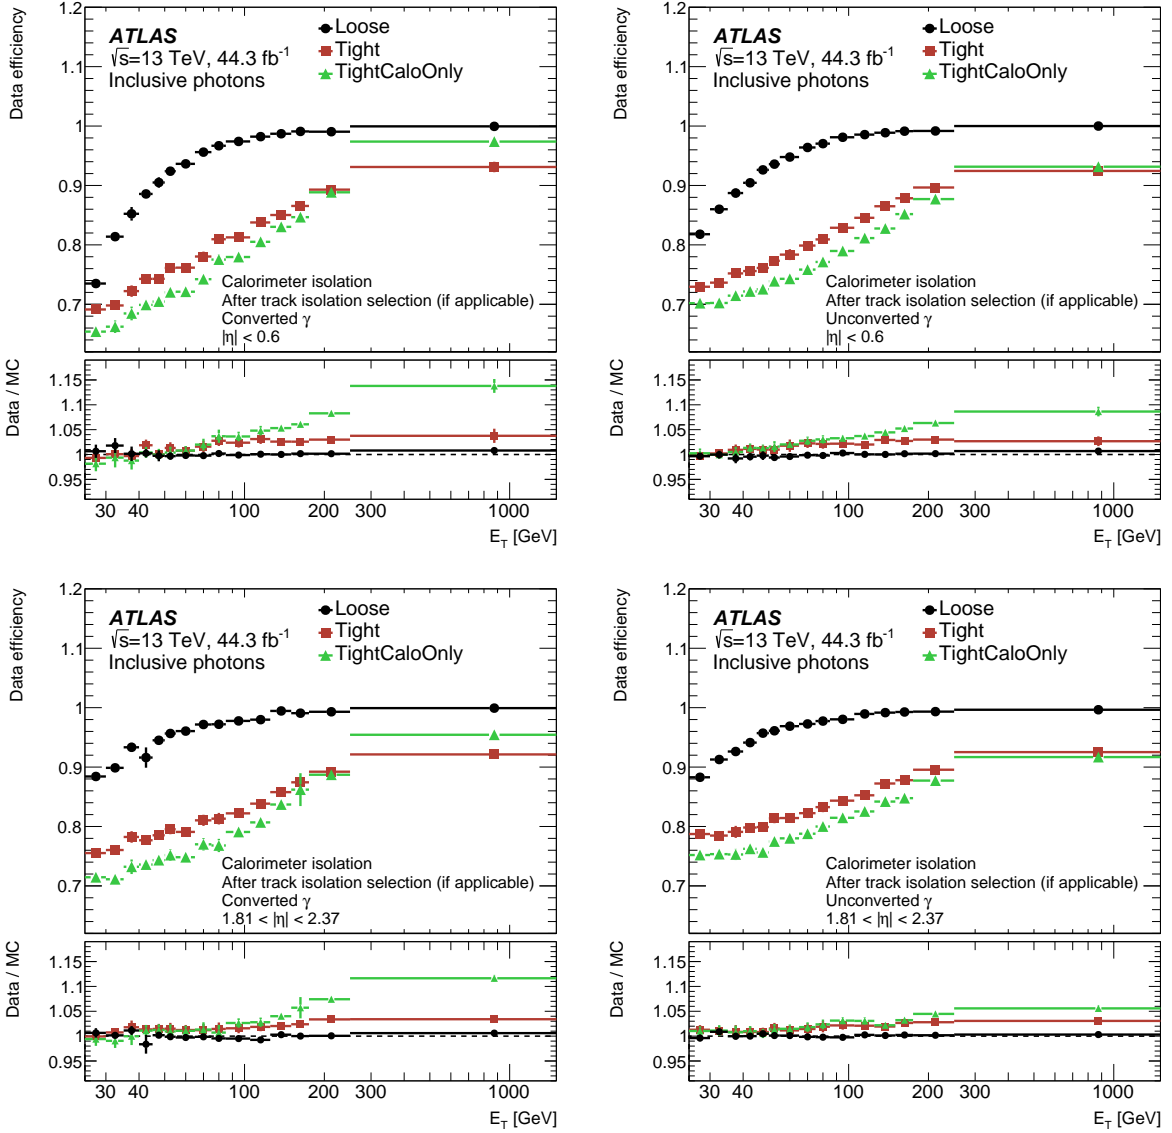 Data efficiency
1.2
1.1
1
0.9
0.8
0.7
ATLAS
√s=13 TeV, 44.3 fb⁻¹
Inclusive photons
Loose
Tight
TightCaloOnly
Calorimeter isolation
After track isolation selection (if applicable)
Converted γ
|η| < 0.6
Data / MC
1.15
1.1
1.05
1
0.95
30 40 100 200 300 1000
E_T [GeV]
Data efficiency
1.2
1.1
1
0.9
0.8
0.7
ATLAS
√s=13 TeV, 44.3 fb⁻¹
Inclusive photons
Loose
Tight
TightCaloOnly
Calorimeter isolation
After track isolation selection (if applicable)
Unconverted γ
|η| < 0.6
Data / MC
1.15
1.1
1.05
1
0.95
30 40 100 200 300 1000
E_T [GeV]
Data efficiency
1.2
1.1
1
0.9
0.8
0.7
ATLAS
√s=13 TeV, 44.3 fb⁻¹
Inclusive photons
Loose
Tight
TightCaloOnly
Calorimeter isolation
After track isolation selection (if applicable)
Converted γ
1.81 < |η| < 2.37
Data / MC
1.15
1.1
1.05
1
0.95
30 40 100 200 300 1000
E_T [GeV]
Data efficiency
1.2
1.1
1
0.9
0.8
0.7
ATLAS
√s=13 TeV, 44.3 fb⁻¹
Inclusive photons
Loose
Tight
TightCaloOnly
Calorimeter isolation
After track isolation selection (if applicable)
Unconverted γ
1.81 < |η| < 2.37
Data / MC
1.15
1.1
1.05
1
0.95
30 40 100 200 300 1000
E_T [GeV]